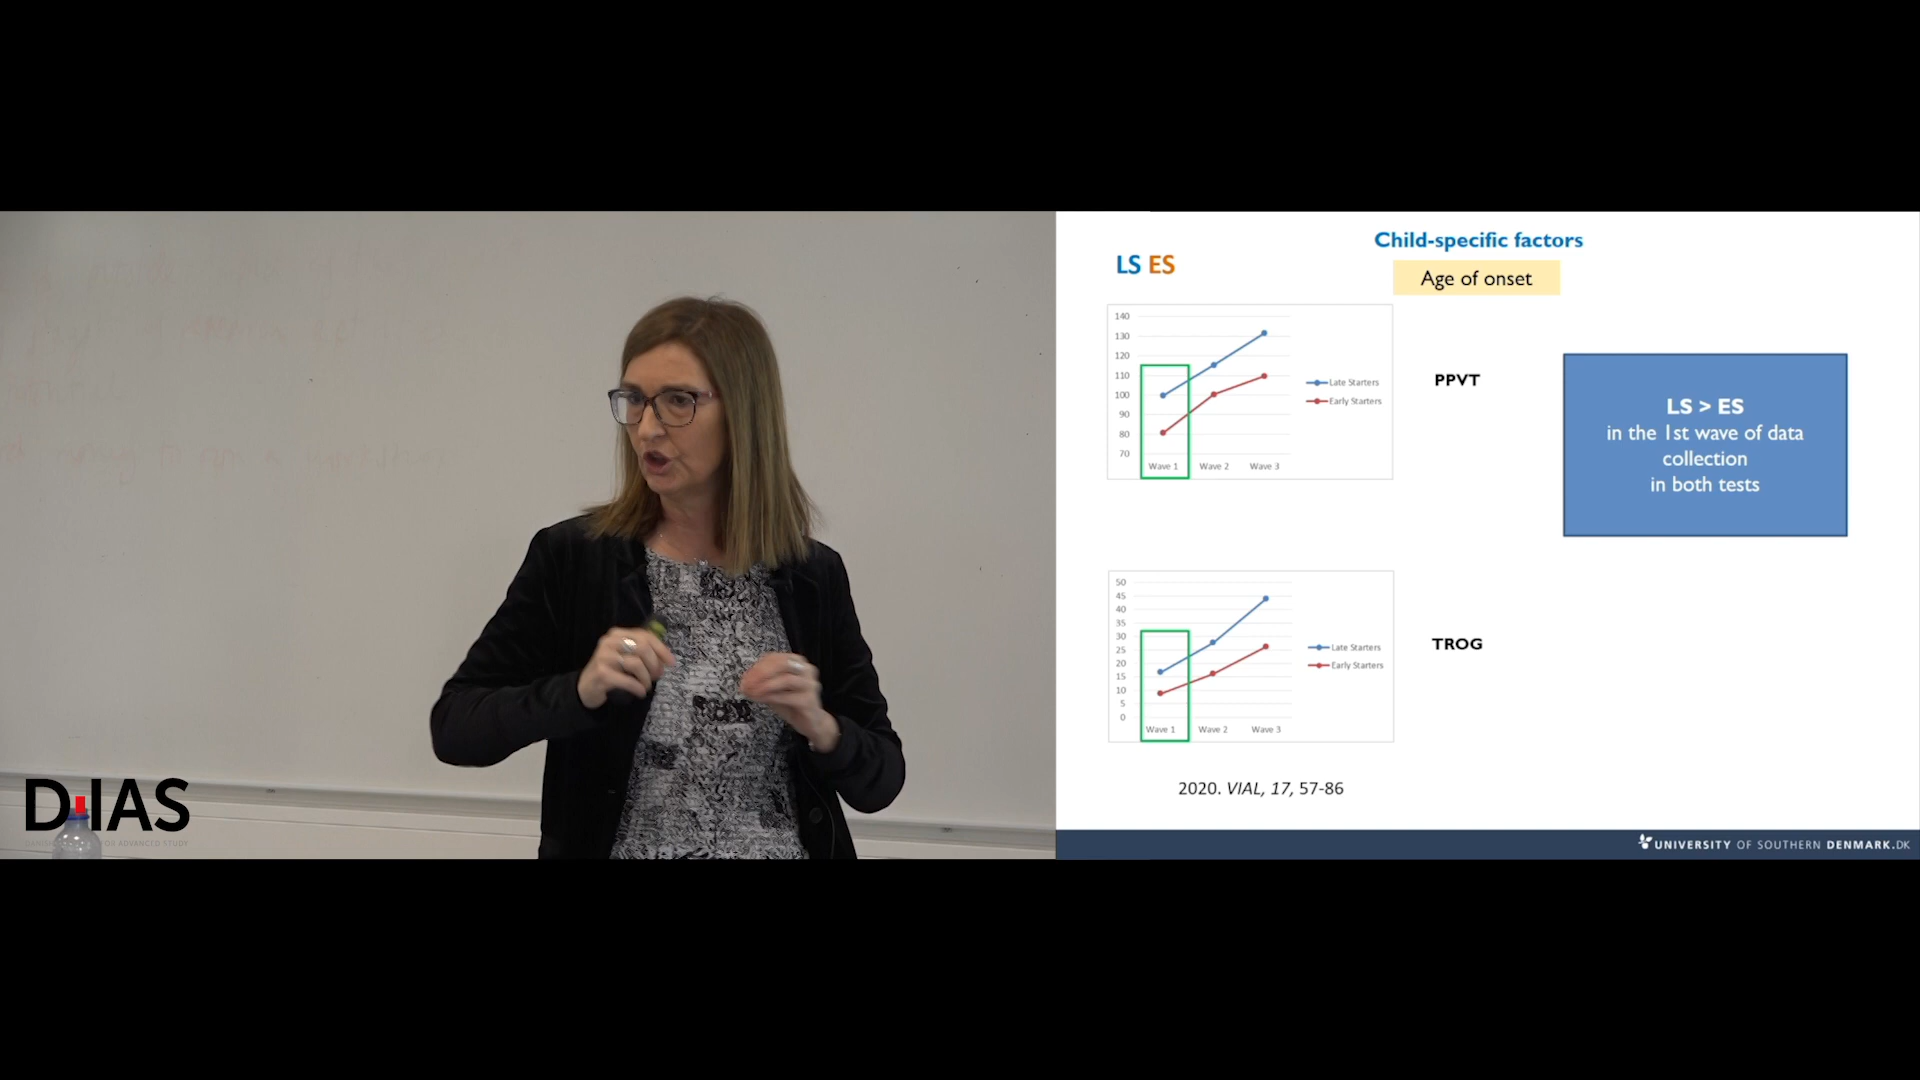 Child-specific factors
LS ES
Age of onset
140
130
120
110
100
90
80
70
Wave 1 Wave 2 Wave 3
Late Starters
Early Starters
PPVT
LS > ES
in the 1st wave of data
collection
in both tests
50
45
40
35
30
25
20
15
10
5
0
Wave 1 Wave 2 Wave 3
Late Starters
Early Starters
TROG
2020. VIAL, 17, 57-86
UNIVERSITY OF SOUTHERN DENMARK.DK
D-IAS
FOR ADVANCED STUDY